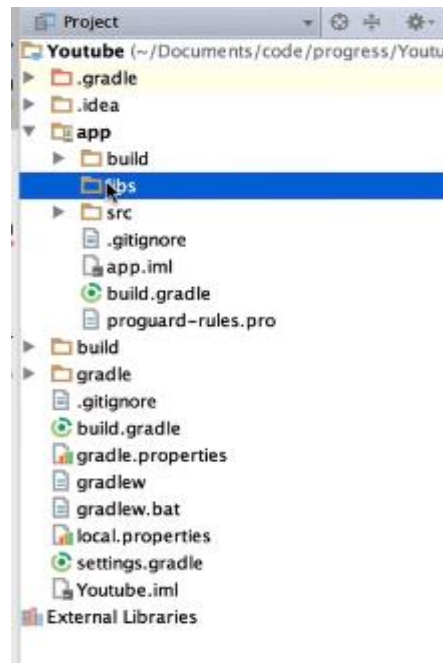 Project
Youtube (~/Documents/code/progress/Youtu
.gradle
.idea
app
build
libs
src
.gitignore
app.iml
build.gradle
proguard-rules.pro
build
gradle
.gitignore
build.gradle
gradle.properties
gradlew
gradlew.bat
local.properties
settings.gradle
Youtube.iml
External Libraries